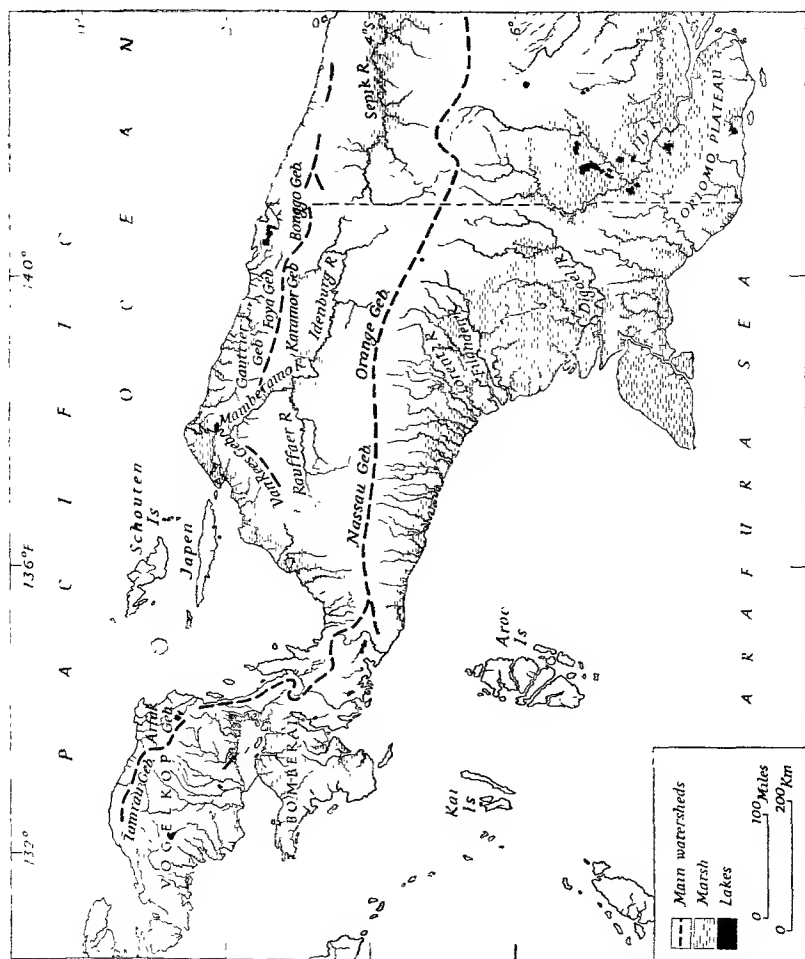 132°
136°E
140°
PACIFIC
OCEAN
Schouten
Is
Japen
Tamrau Geb.
Arfak
Geb.
VOGELKOP
BOMBERAI
Van Rees Geb.
Mamberamo
Gauttier
Geb
Foya Geb
Karamor Geb
Bonggo Geb.
Sepik R.
4°S
Idenburg R
Rouffaer R
Nassau Geb.
Orange Geb.
Lorentz R
Eilanden R
Digoel R
Fly
6°
ORIOMO PLATEAU
Aroe
Is
Kai
Is
ARAFURA SEA
Main watersheds
Marsh
Lakes
0 100 Miles
0 200 Km